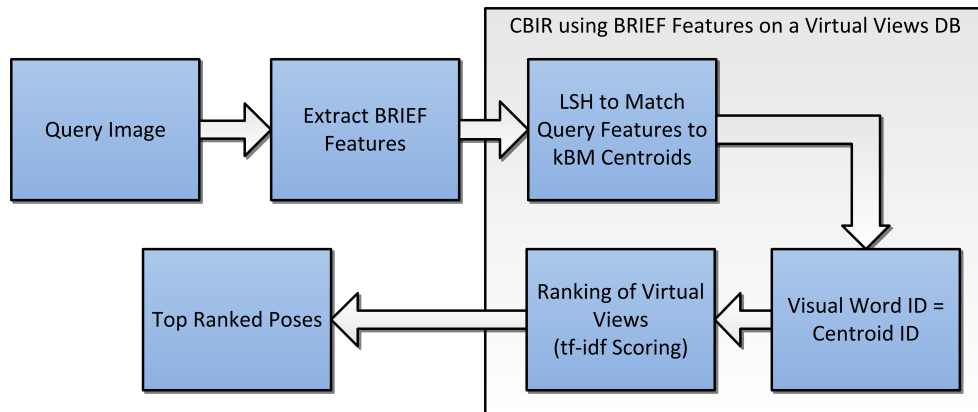 CBIR using BRIEF Features on a Virtual Views DB
Query Image
Extract BRIEF
Features
LSH to Match
Query Features to
kBM Centroids
Visual Word ID =
Centroid ID
Ranking of Virtual
Views
(tf-idf Scoring)
Top Ranked Poses